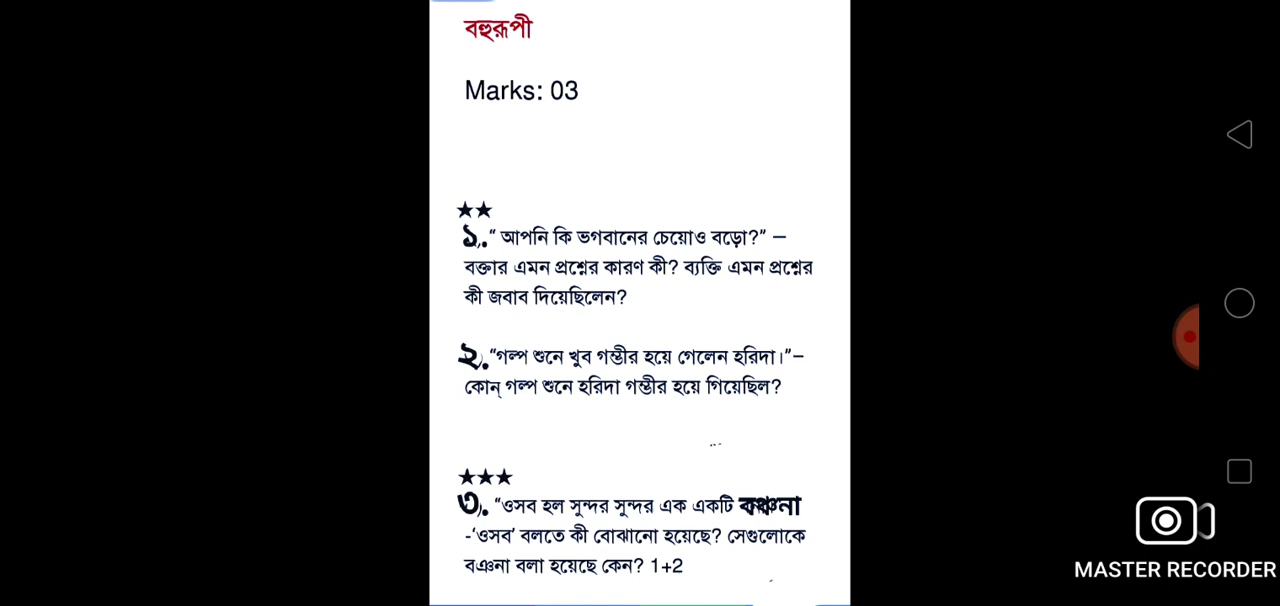 বহুরূপী
Marks: 03
★★
১. “ আপনি কি ভগবানের চেয়োও বড়ো?” –
বক্তার এমন প্রশ্নের কারণ কী? ব্যক্তি এমন প্রশ্নের
কী জবাব দিয়েছিলেন?
২. “গল্প শুনে খুব গম্ভীর হয়ে গেলেন হরিদা।”–
কোন্ গল্প শুনে হরিদা গম্ভীর হয়ে গিয়েছিল?
★★★
৩. “ওসব হল সুন্দর সুন্দর এক একটি বঞ্চনা
-‘ওসব’ বলতে কী বোঝানো হয়েছে? সেগুলোকে
বঞ্চনা বলা হয়েছে কেন? 1+2
MASTER RECORDER